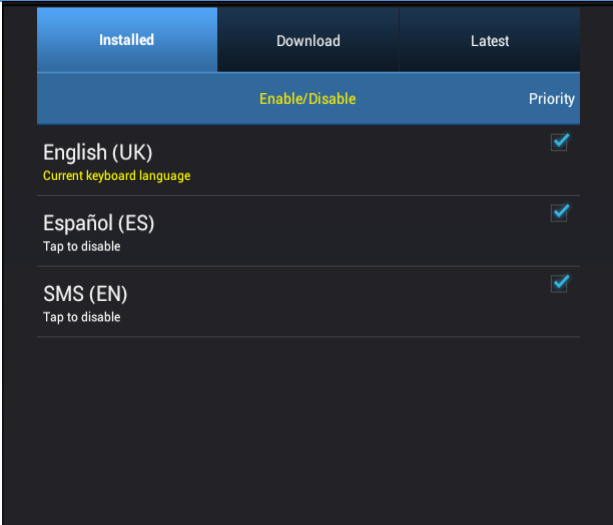 Installed Download Latest
Enable/Disable Priority
English (UK)
Current keyboard language
Español (ES)
Tap to disable
SMS (EN)
Tap to disable